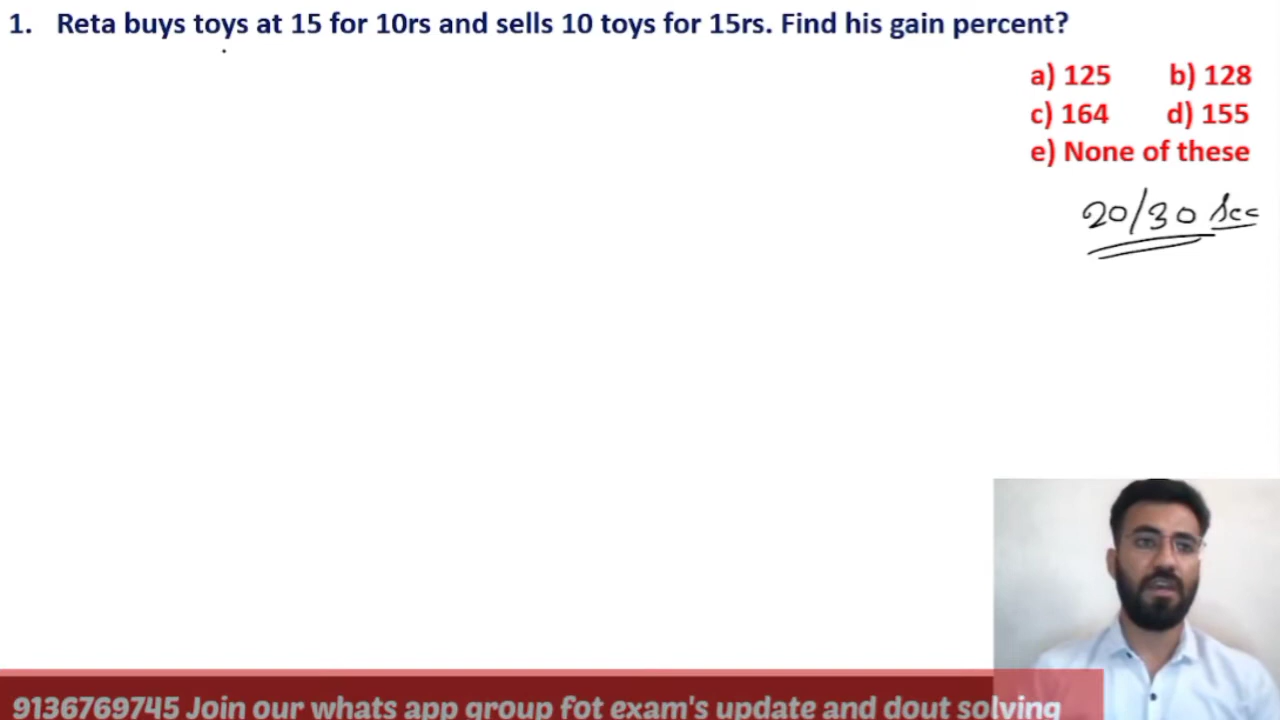 1. Reta buys toys at 15 for 10rs and sells 10 toys for 15rs. Find his gain percent?
a) 125 b) 128
c) 164 d) 155
e) None of these
20/30 Sec
9136769745 Join our whats app group fot exam's update and dout solving